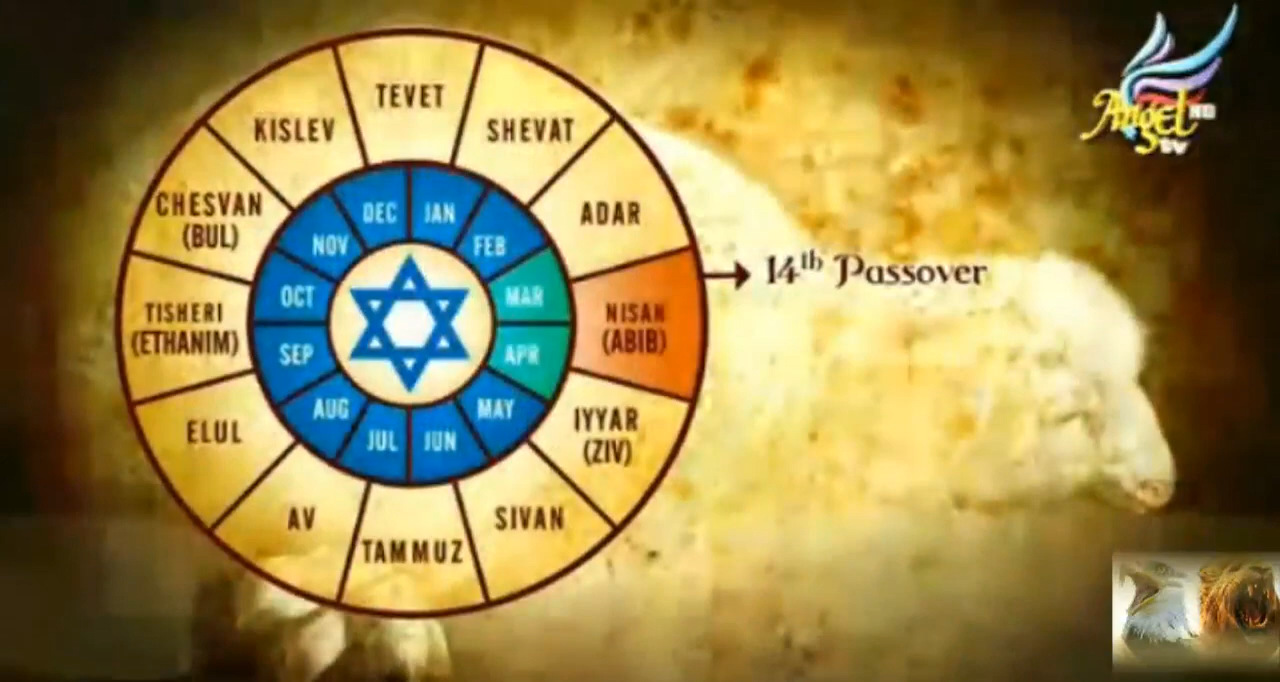 TEVET
SHEVAT
ADAR
NISAN
(ABIB)
IYYAR
(ZIV)
SIVAN
TAMMUZ
AV
ELUL
TISHERI
(ETHANIM)
CHESVAN
(BUL)
KISLEV
JAN
FEB
MAR
APR
MAY
JUN
JUL
AUG
SEP
OCT
NOV
DEC
14th Passover
Angel HD
TV